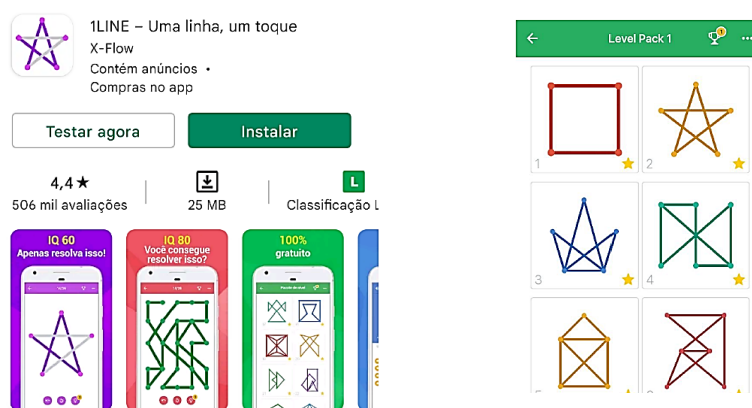 1LINE – Uma linha, um toque
X-Flow
Contém anúncios •
Compras no app
Testar agora
Instalar
4,4★
506 mil avaliações
25 MB
L
Classificação L
IQ 60
Apenas resolva isso!
IQ 80
Você consegue
resolver isso?
100%
gratuito
Level Pack 1
1
1
2
3
4
5